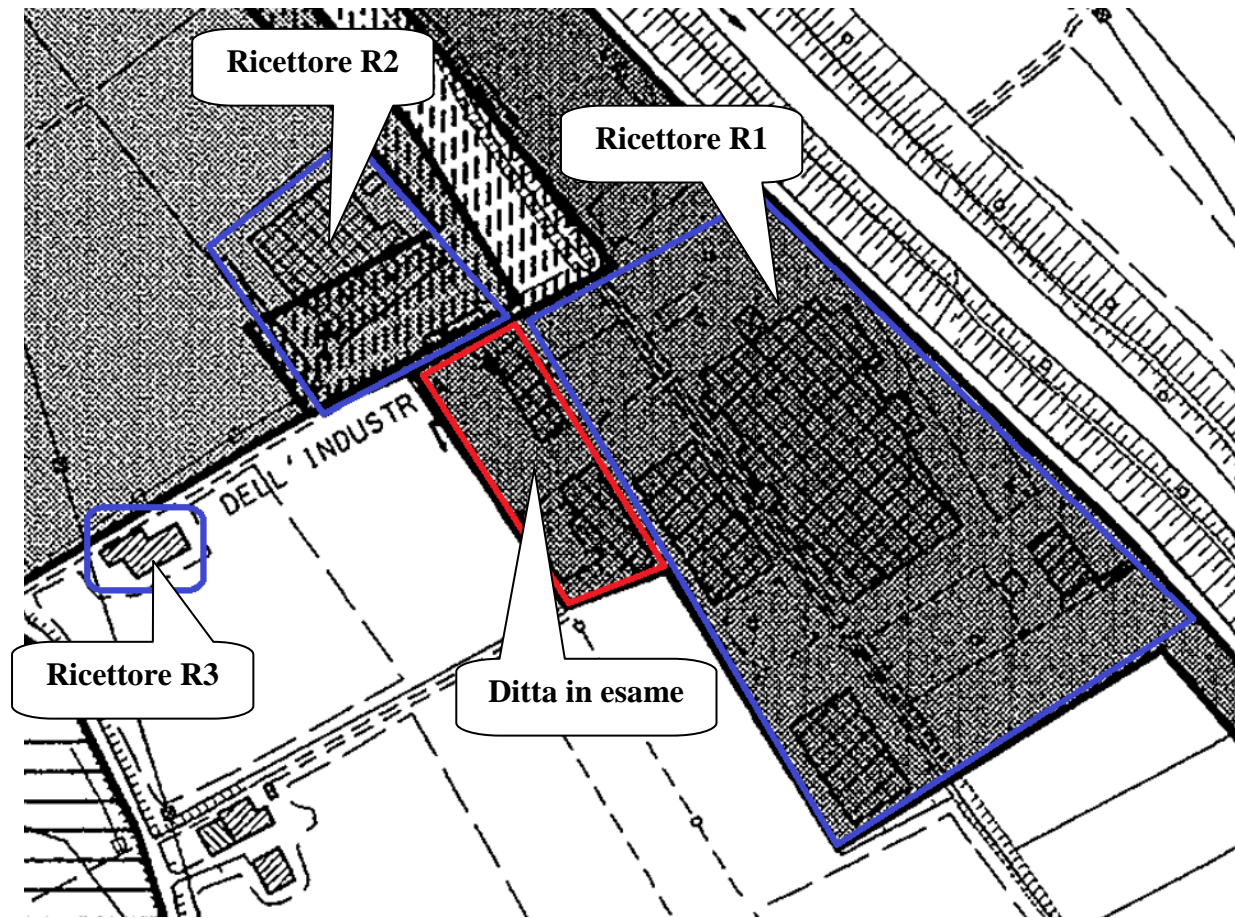 Ricettore R2
Ricettore R1
DELL'INDUSTR
Ricettore R3
Ditta in esame